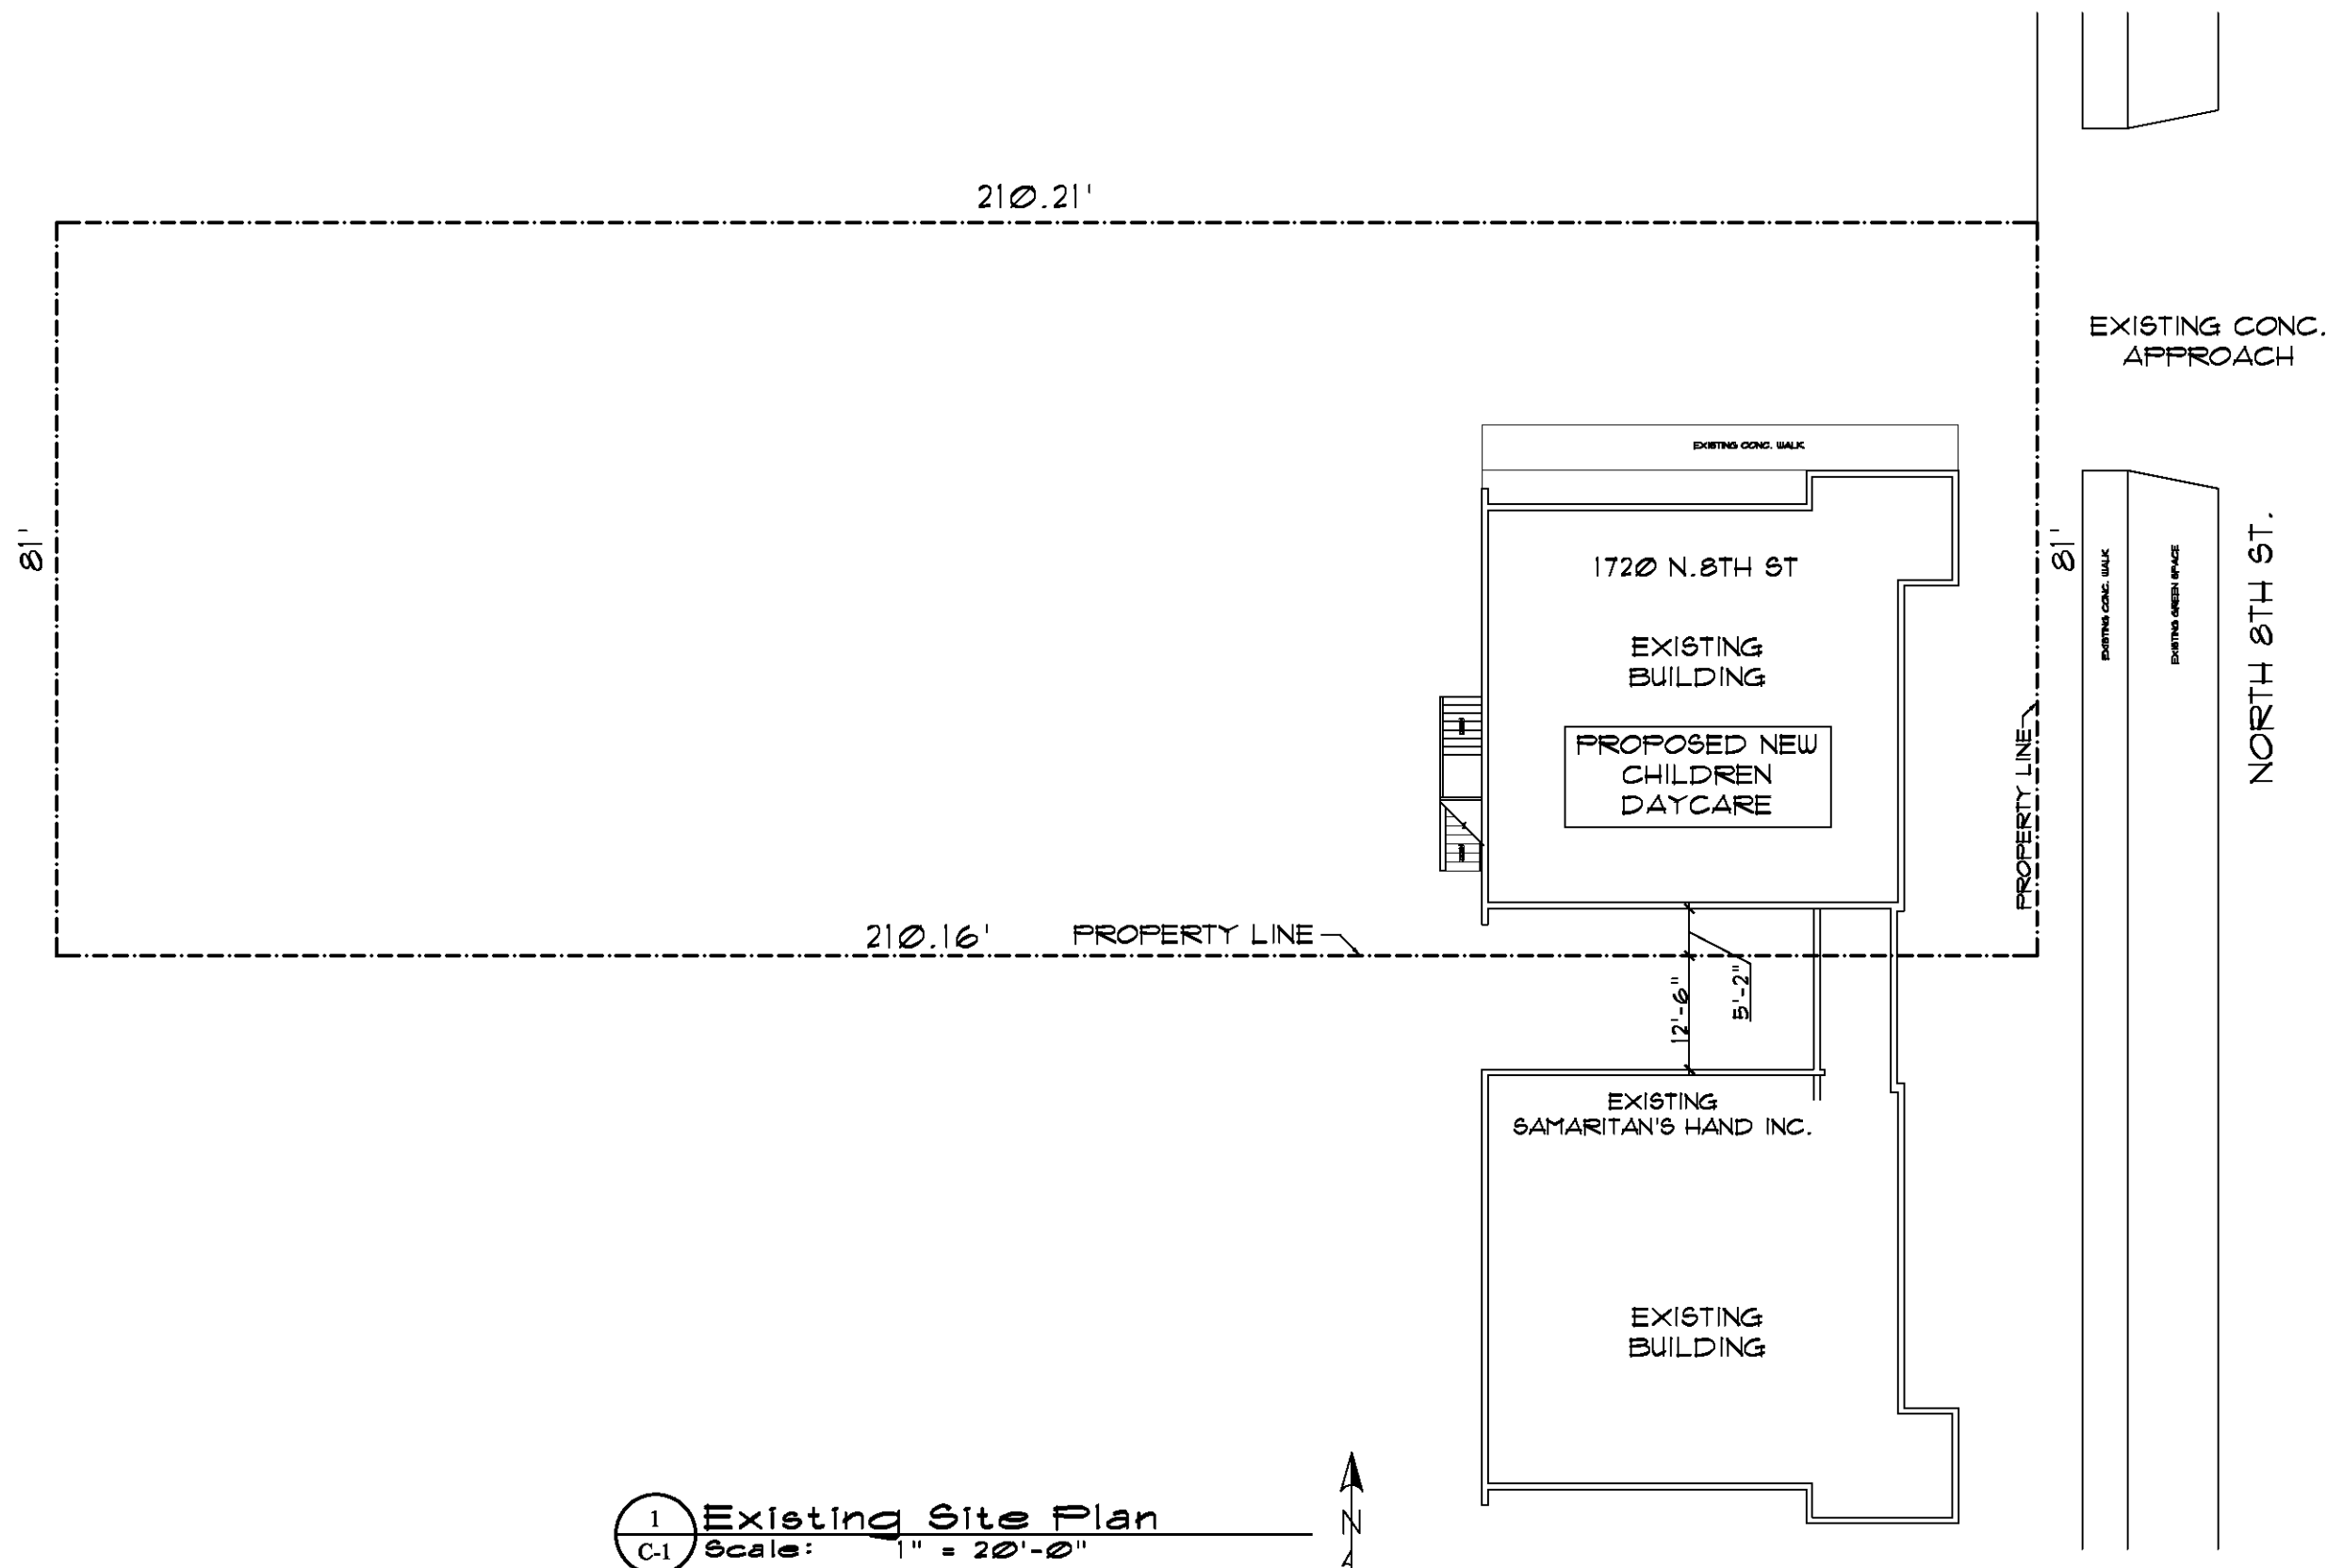 210.21'
EXISTING CONC.
APPROACH
EXISTING CONC. WALK
81'
81'
1720 N.8TH ST
EXISTING
BUILDING
PROPOSED NEW
CHILDREN
DAYCARE
EXISTING CONC. WALK
EXISTING GREEN SPACE
NORTH 8TH ST.
PROPERTY LINE
210.16'
PROPERTY LINE
12'-6"
5'-2"
EXISTING
SAMARITAN'S HAND INC.
EXISTING
BUILDING
1
C-1
Existing Site Plan
Scale: 1" = 20'-0"
N